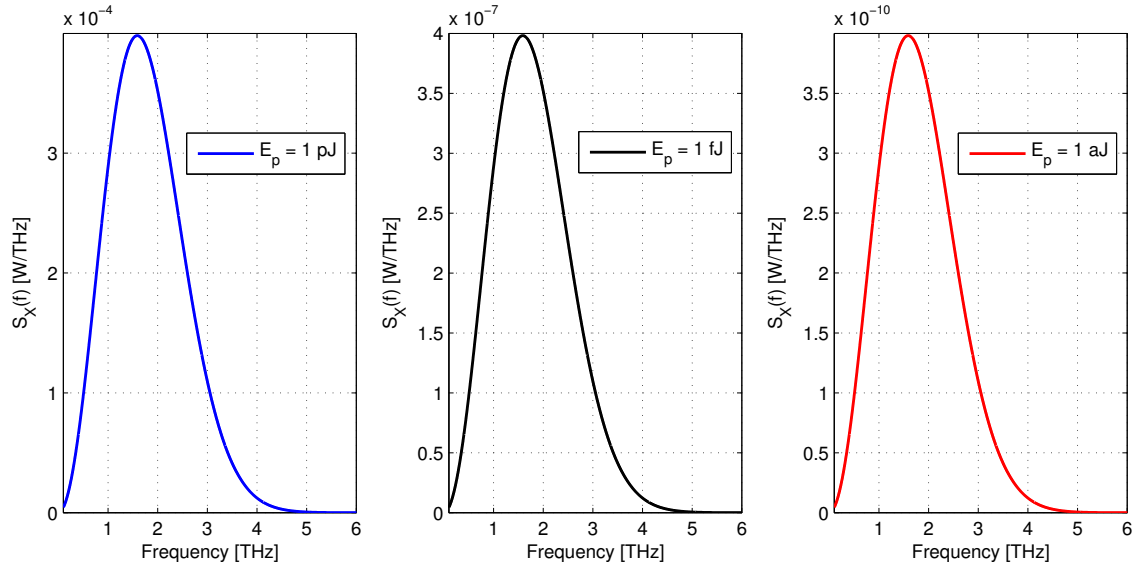 x 10⁻⁴
3
2
1
0
1 2 3 4 5 6
Frequency [THz]
S_X(f) [W/THz]
E_p = 1 pJ
x 10⁻⁷
4
3.5
3
2.5
2
1.5
1
0.5
0
1 2 3 4 5 6
Frequency [THz]
S_X(f) [W/THz]
E_p = 1 fJ
x 10⁻¹⁰
3.5
3
2.5
2
1.5
1
0.5
0
1 2 3 4 5 6
Frequency [THz]
S_X(f) [W/THz]
E_p = 1 aJ